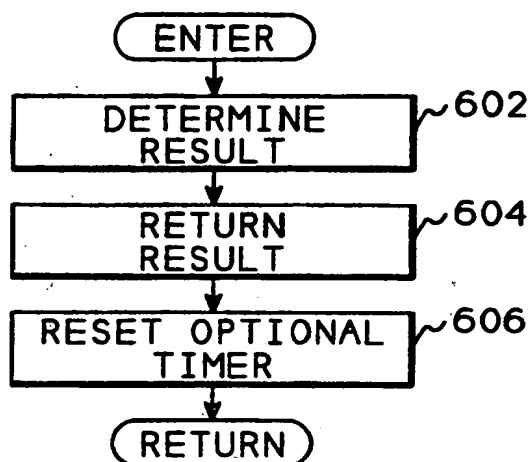 ENTER
DETERMINE
RESULT
602
RETURN
RESULT
604
RESET OPTIONAL
TIMER
606
RETURN